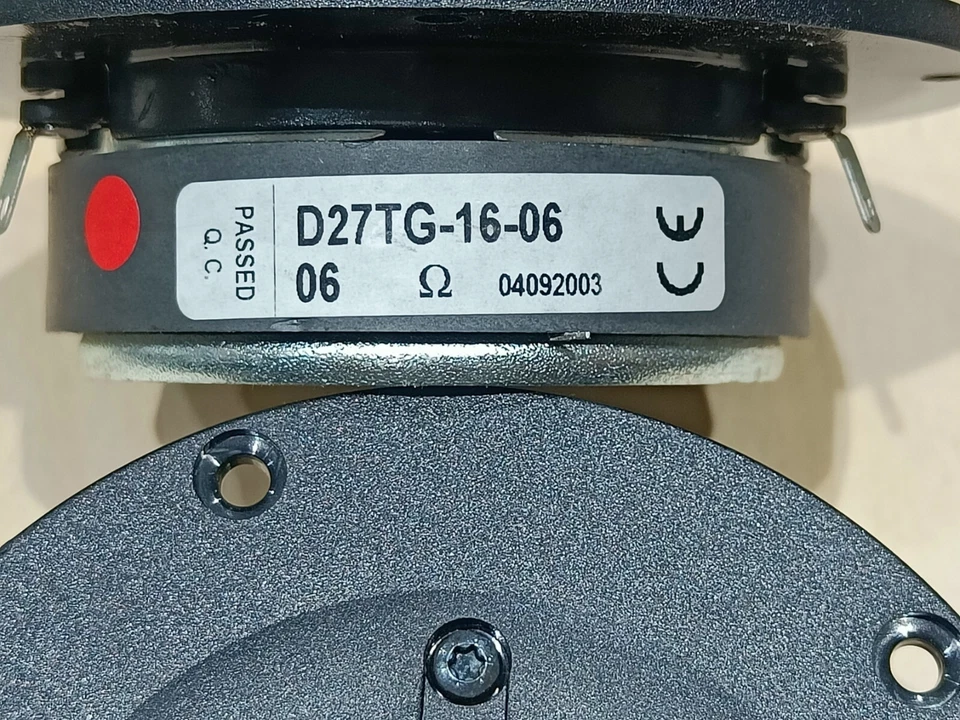 PASSED
Q.C.
D27TG-16-06
06 Ω 04092003
CE